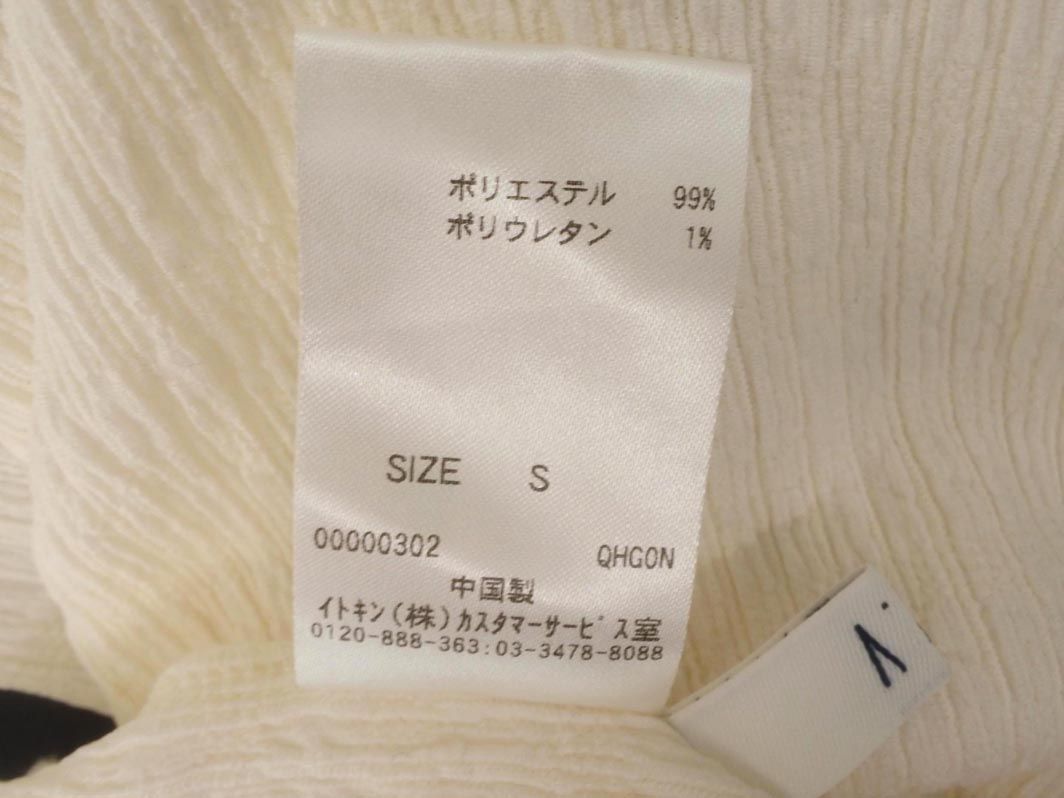 ポリエステル 99%
ポリウレタン 1%
SIZE S
00000302 QHGON
中国製
イトキン(株)カスタマーサービス室
0120-888-363:03-3478-8088